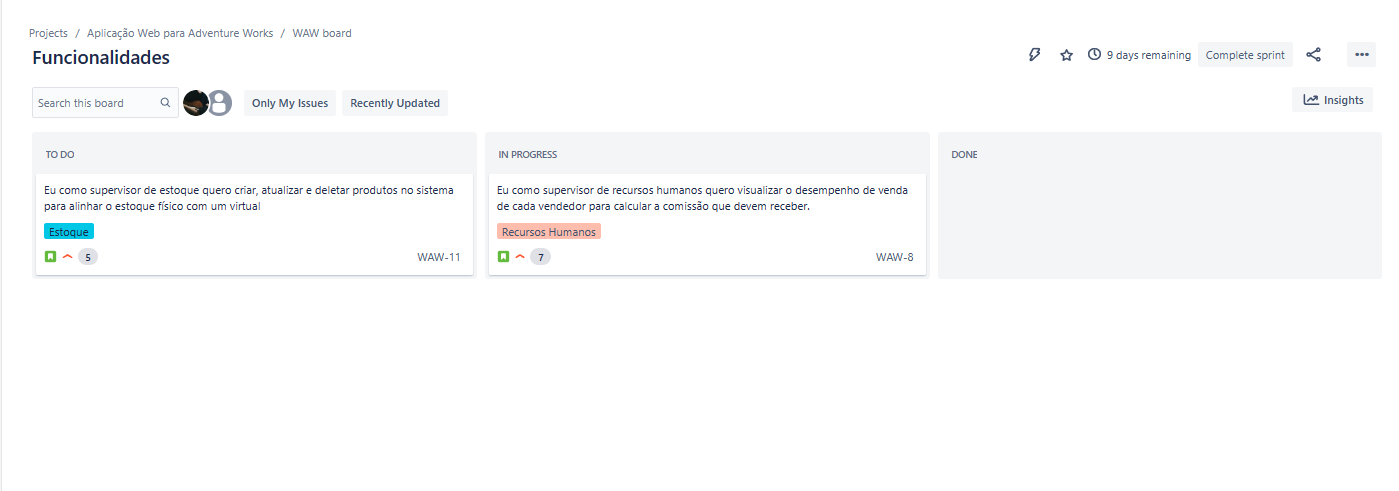 Projects / Aplicação Web para Adventure Works / WAW board
Funcionalidades
9 days remaining
Complete sprint
Search this board
Only My Issues
Recently Updated
Insights
TO DO
Eu como supervisor de estoque quero criar, atualizar e deletar produtos no sistema
para alinhar o estoque físico com um virtual
Estoque
5
WAW-11
IN PROGRESS
Eu como supervisor de recursos humanos quero visualizar o desempenho de venda
de cada vendedor para calcular a comissão que devem receber.
Recursos Humanos
7
WAW-8
DONE